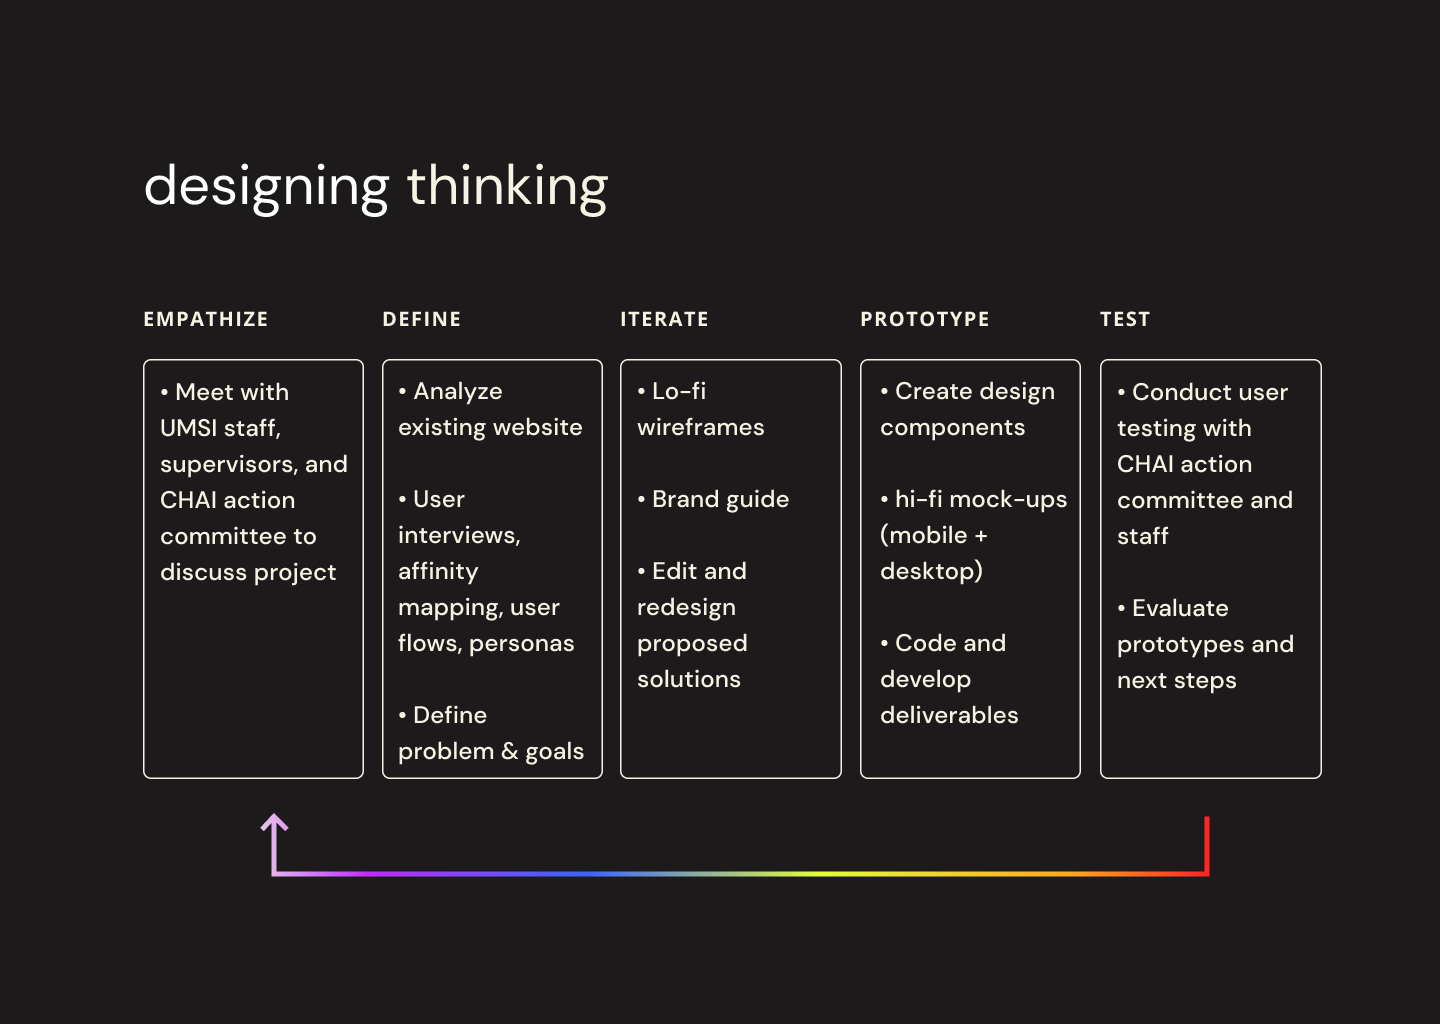 designing thinking
EMPATHIZE
• Meet with
UMSI staff,
supervisors, and
CHAI action
committee to
discuss project
DEFINE
• Analyze
existing website
• User
interviews,
affinity
mapping, user
flows, personas
• Define
problem & goals
ITERATE
• Lo-fi
wireframes
• Brand guide
• Edit and
redesign
proposed
solutions
PROTOTYPE
• Create design
components
• hi-fi mock-ups
(mobile +
desktop)
• Code and
develop
deliverables
TEST
• Conduct user
testing with
CHAI action
committee and
staff
• Evaluate
prototypes and
next steps